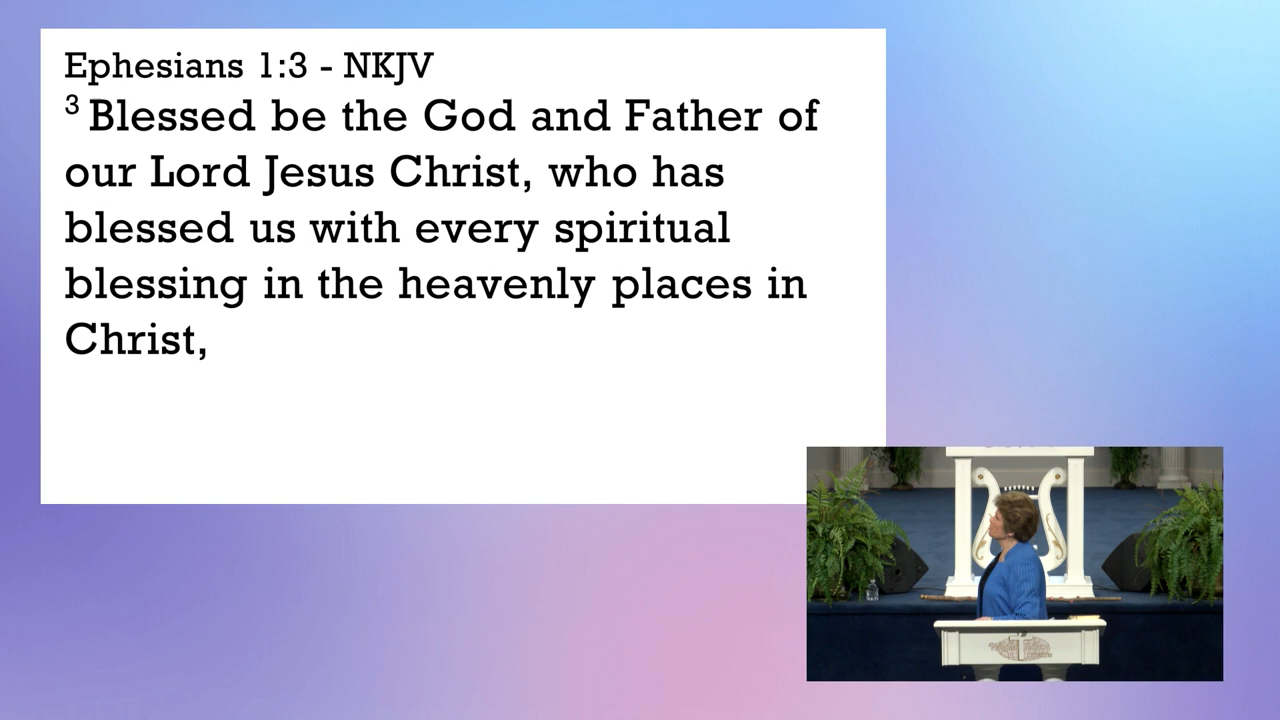 Ephesians 1:3 - NKJV
3 Blessed be the God and Father of
our Lord Jesus Christ, who has
blessed us with every spiritual
blessing in the heavenly places in
Christ,